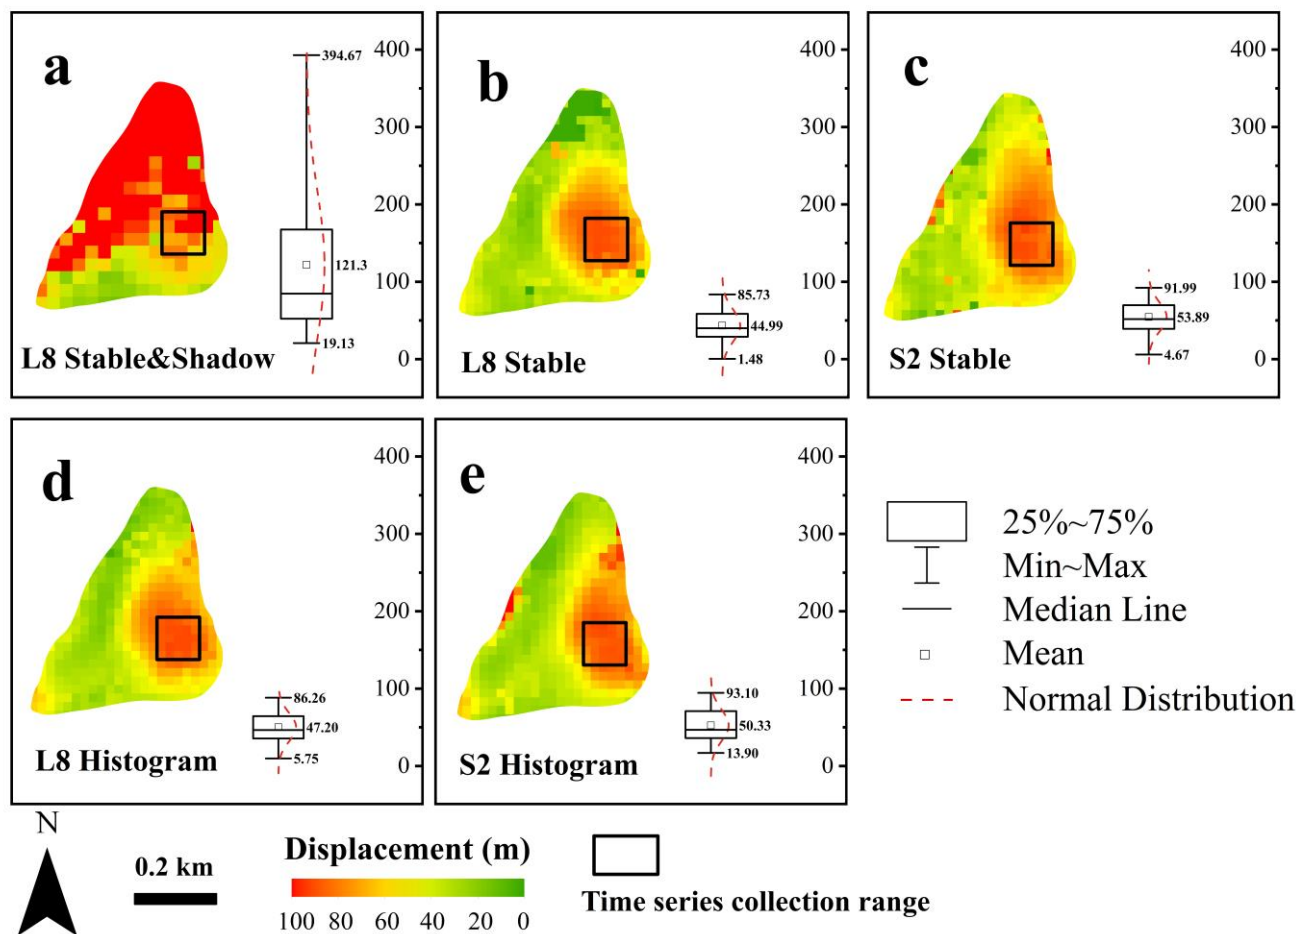 a
394.67
400
300
200
121.3
100
19.13
0
L8 Stable&Shadow
b
400
300
200
85.73
100
44.99
1.48
0
L8 Stable
c
400
300
200
91.99
100
53.89
4.67
0
S2 Stable
d
400
300
200
86.26
100
47.20
5.75
0
L8 Histogram
e
400
300
200
93.10
100
50.33
13.90
0
S2 Histogram
25%~75%
Min~Max
Median Line
Mean
Normal Distribution
N
0.2 km
Displacement (m)
100 80 60 40 20 0
Time series collection range